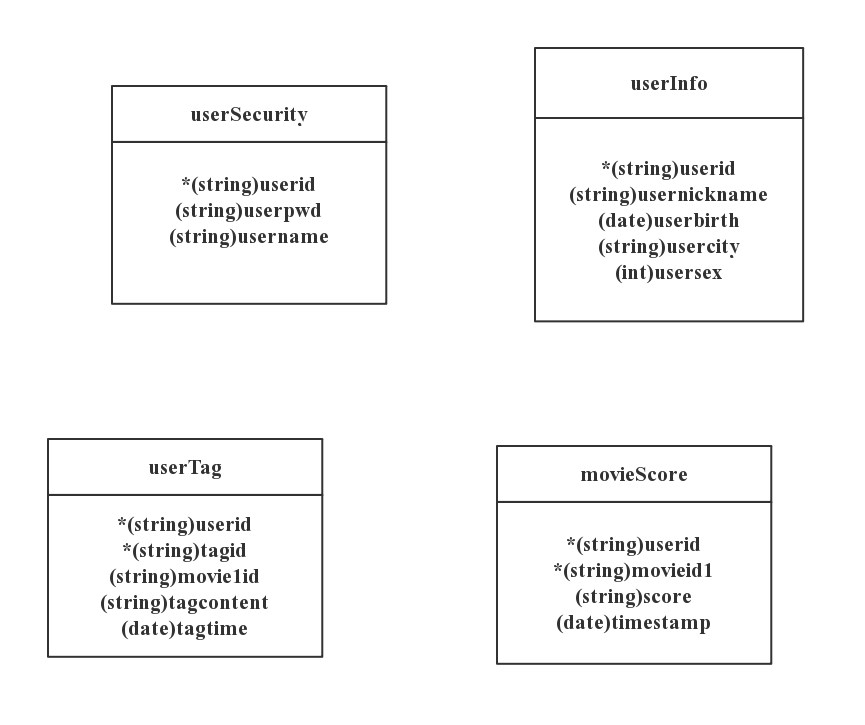 userSecurity
*(string)userid
(string)userpwd
(string)username
userInfo
*(string)userid
(string)usernickname
(date)userbirth
(string)usercity
(int)usersex
userTag
*(string)userid
*(string)tagid
(string)movie1id
(string)tagcontent
(date)tagtime
movieScore
*(string)userid
*(string)movieid1
(string)score
(date)timestamp